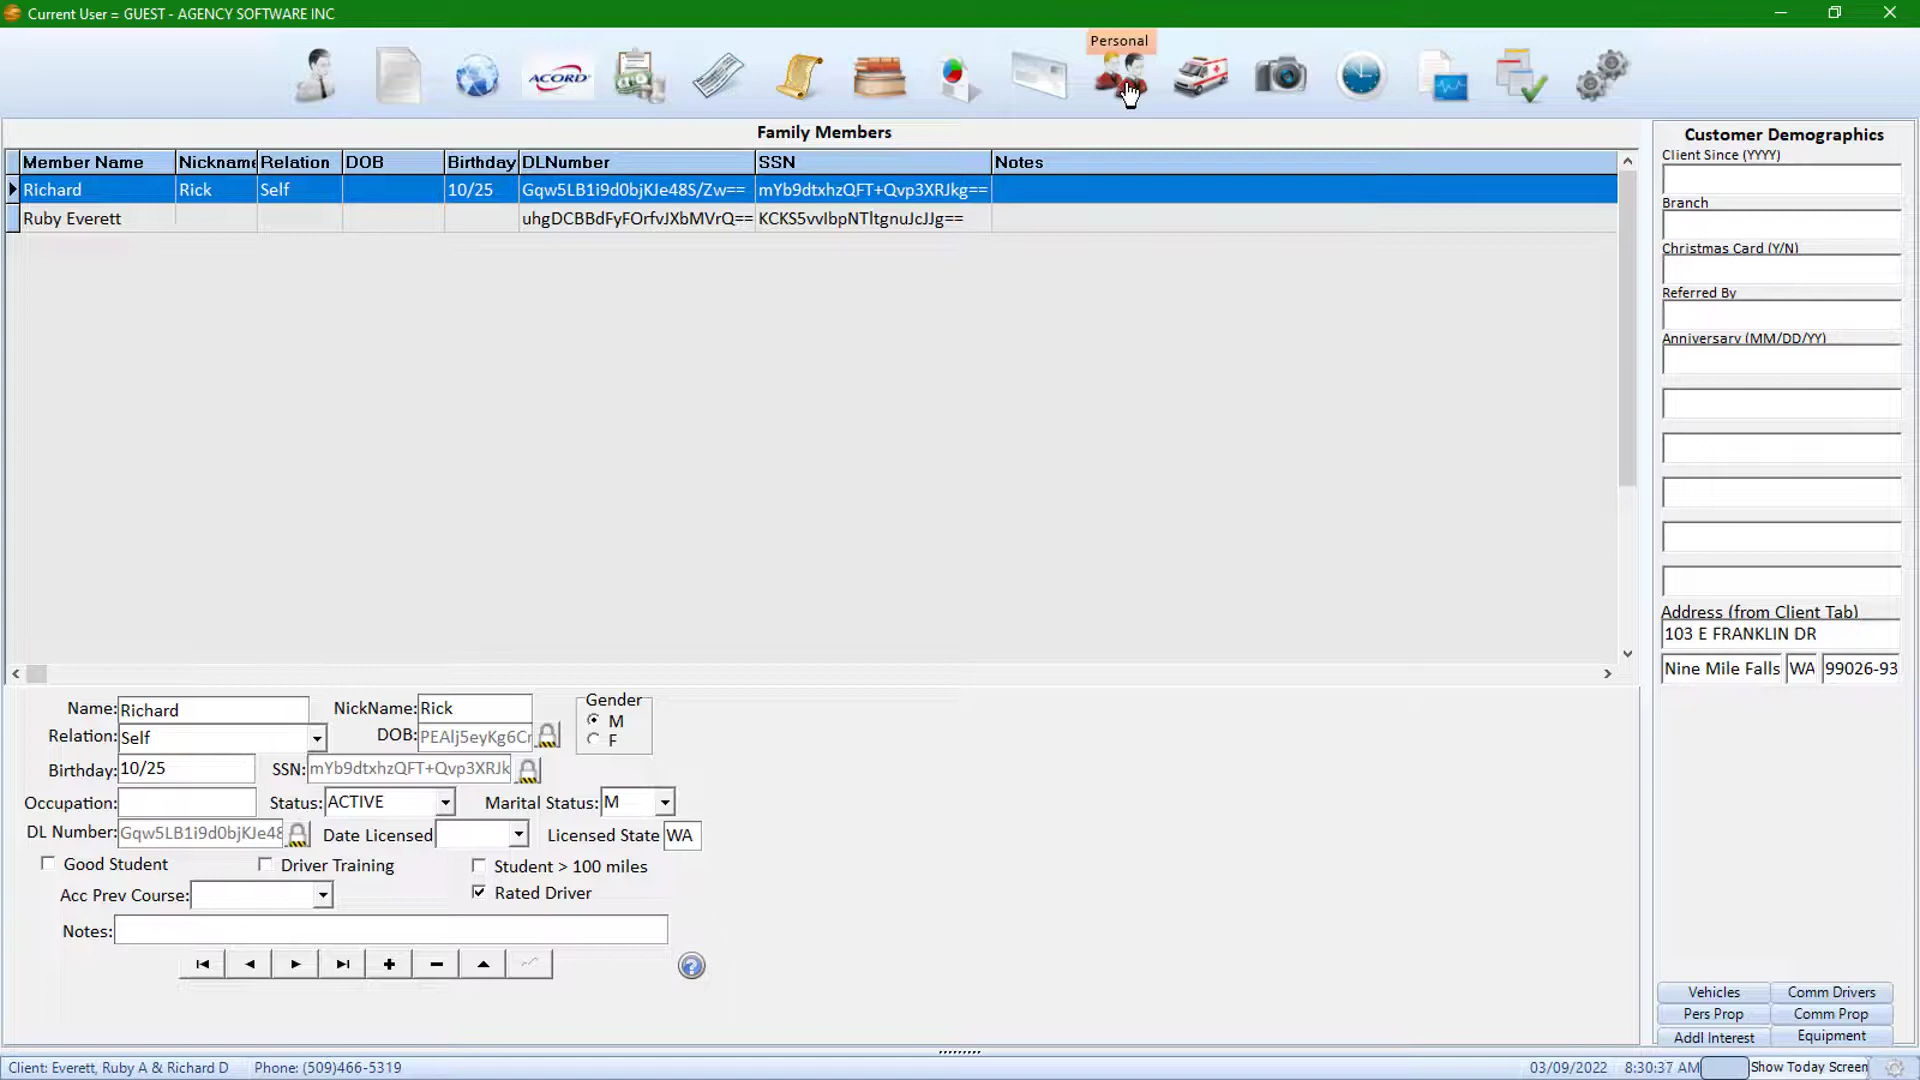 Current User = GUEST - AGENCY SOFTWARE INC
Personal
ACORD
Family Members
Member Name Nickname Relation DOB Birthday DLNumber SSN Notes
Richard Rick Self 10/25 Gqw5LB1i9d0bjKJe48S/Zw== mYb9dtxhzQFT+Qvp3XRJkg==
Ruby Everett uhgDCBBdFyFOrfvJXbMVrQ== KCKS5vvIbpNTltgnuJcJJg==
Name: Richard NickName: Rick Gender
M
Relation: Self DOB: PEAlj5eyKg6Cr F
Birthday: 10/25 SSN: mYb9dtxhzQFT+Qvp3XRJk
Occupation: Status: ACTIVE Marital Status: M
DL Number: Gqw5LB1i9d0bjKJe48 Date Licensed Licensed State WA
Good Student Driver Training Student > 100 miles
Acc Prev Course: Rated Driver
Notes:
Customer Demographics
Client Since (YYYY)
Branch
Christmas Card (Y/N)
Referred By
Anniversary (MM/DD/YY)
Address (from Client Tab)
103 E FRANKLIN DR
Nine Mile Falls WA 99026-93
Vehicles Comm Drivers
Pers Prop Comm Prop
Addl Interest Equipment
Client: Everett, Ruby A & Richard D Phone: (509)466-5319 03/09/2022 8:30:37 AM Show Today Screen